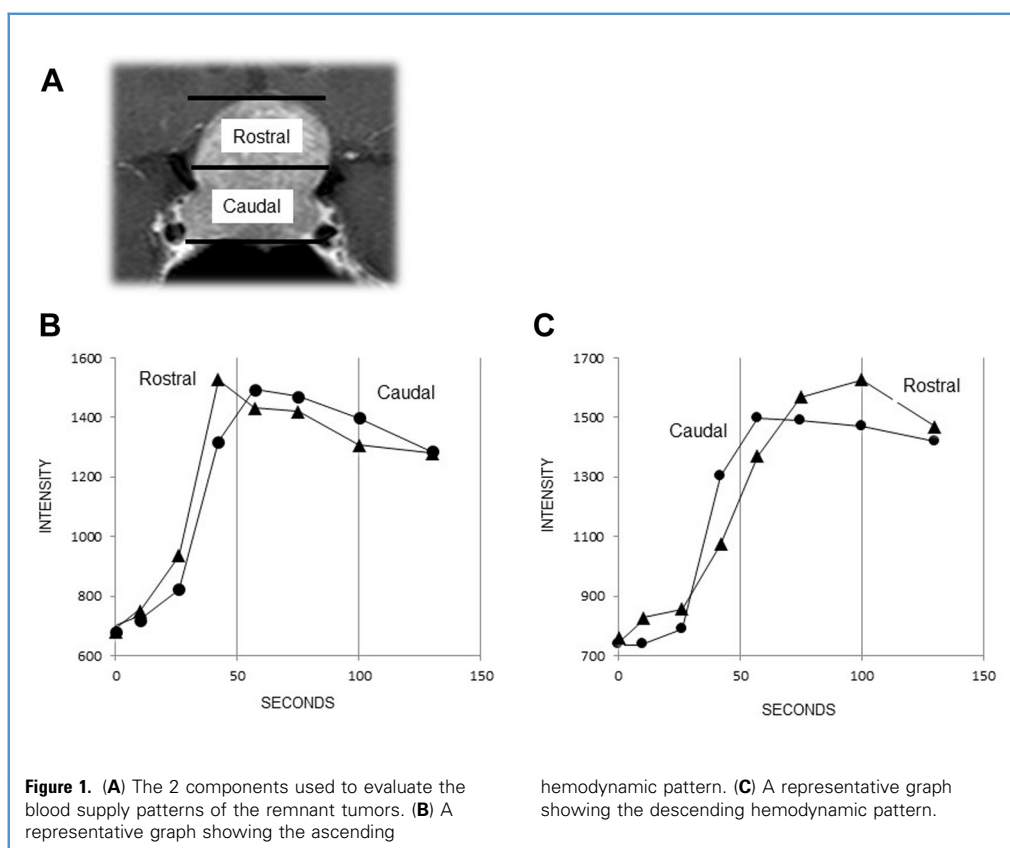 A
Rostral
Caudal
B
Rostral
Caudal
1600
1400
1200
1000
800
600
INTENSITY
0
50
100
150
SECONDS
C
Caudal
Rostral
1700
1500
1300
1100
900
700
INTENSITY
0
50
100
150
SECONDS
Figure 1. (A) The 2 components used to evaluate the
blood supply patterns of the remnant tumors. (B) A
representative graph showing the ascending
hemodynamic pattern. (C) A representative graph
showing the descending hemodynamic pattern.